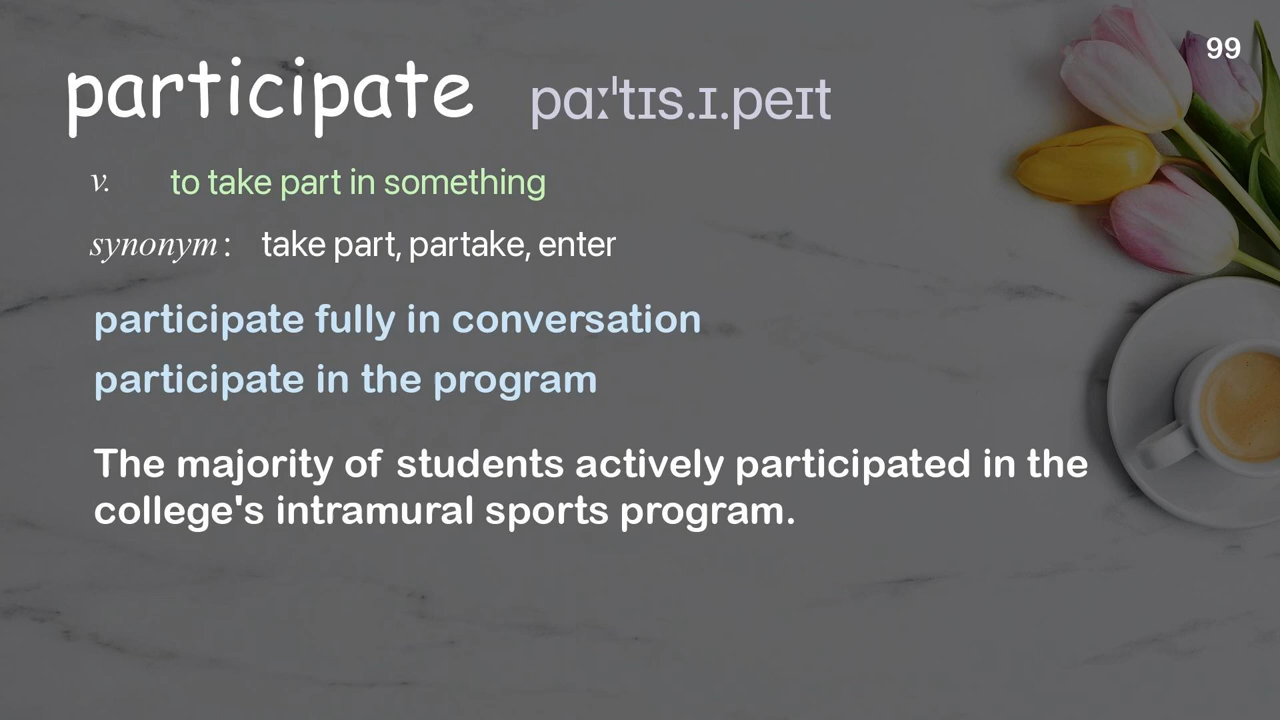 99
participate pɑːˈtɪs.ɪ.peɪt
v. to take part in something
synonym: take part, partake, enter
participate fully in conversation
participate in the program
The majority of students actively participated in the
college's intramural sports program.